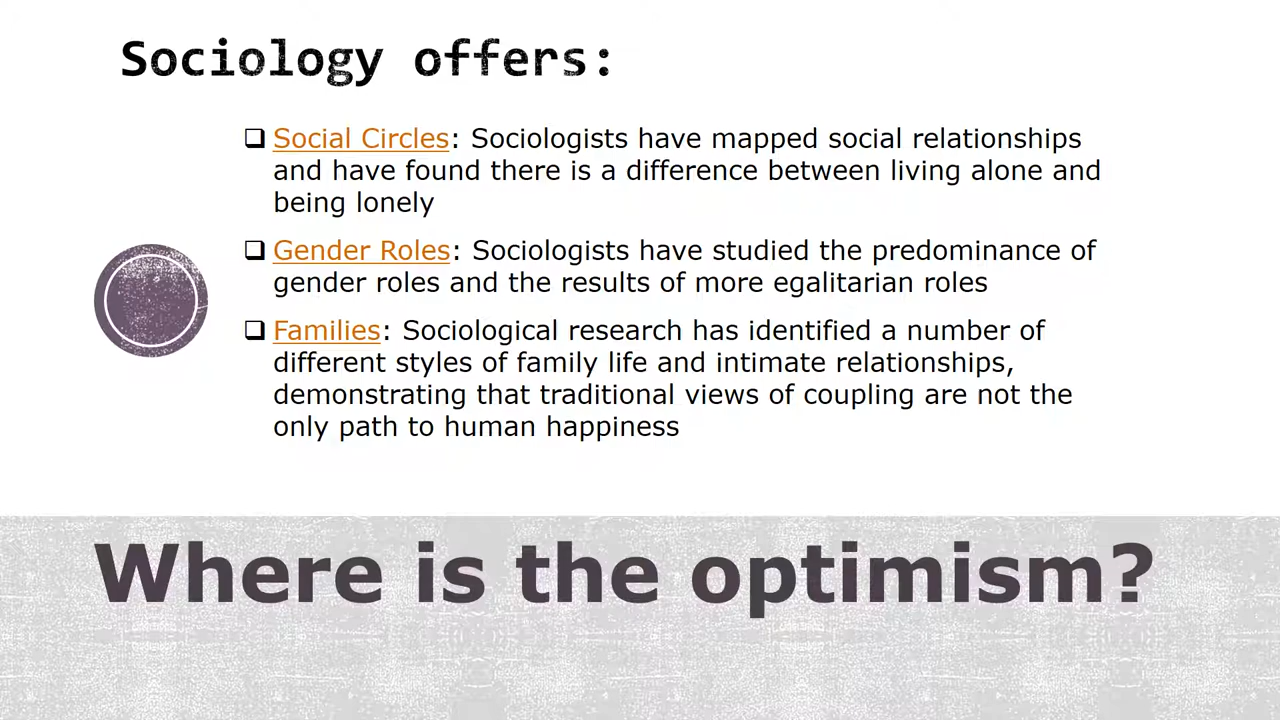 Sociology offers:
❑ Social Circles: Sociologists have mapped social relationships
and have found there is a difference between living alone and
being lonely
❑ Gender Roles: Sociologists have studied the predominance of
gender roles and the results of more egalitarian roles
❑ Families: Sociological research has identified a number of
different styles of family life and intimate relationships,
demonstrating that traditional views of coupling are not the
only path to human happiness
Where is the optimism?